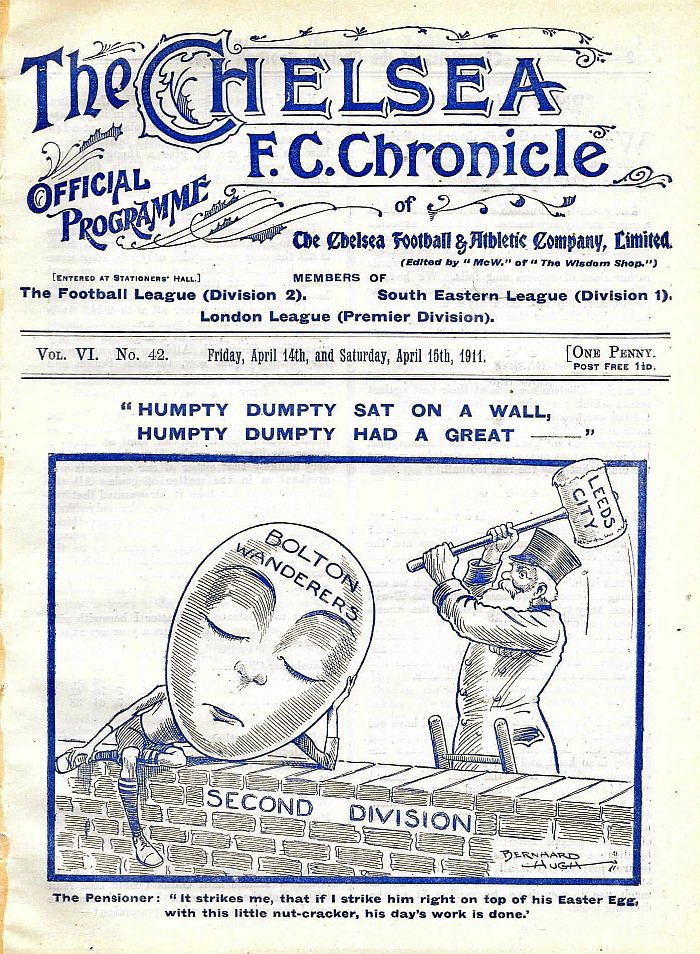 The CHELSEA
F.C. Chronicle
OFFICIAL
PROGRAMME
of
The Chelsea Football & Athletic Company, Limited.
(Edited by "McW." of "The Wisdom Shop.")
[ENTERED AT STATIONERS' HALL.]
MEMBERS OF
The Football League (Division 2). South Eastern League (Division 1).
London League (Premier Division).
VOL. VI. No. 42. Friday, April 14th, and Saturday, April 15th, 1911. [ONE PENNY.
POST FREE 1½D.
"HUMPTY DUMPTY SAT ON A WALL,
HUMPTY DUMPTY HAD A GREAT —— "
LEEDS
CITY
BOLTON
WANDERERS
SECOND DIVISION
BERNHARD
HUGH
The Pensioner: "It strikes me, that if I strike him right on top of his Easter Egg,
with this little nut-cracker, his day's work is done.'